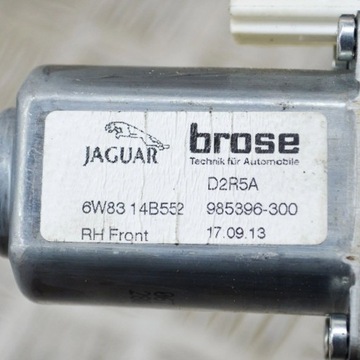 JAGUAR brose
Technik für Automobile
D2R5A
6W83 14B552 985396-300
RH Front 17.09.13